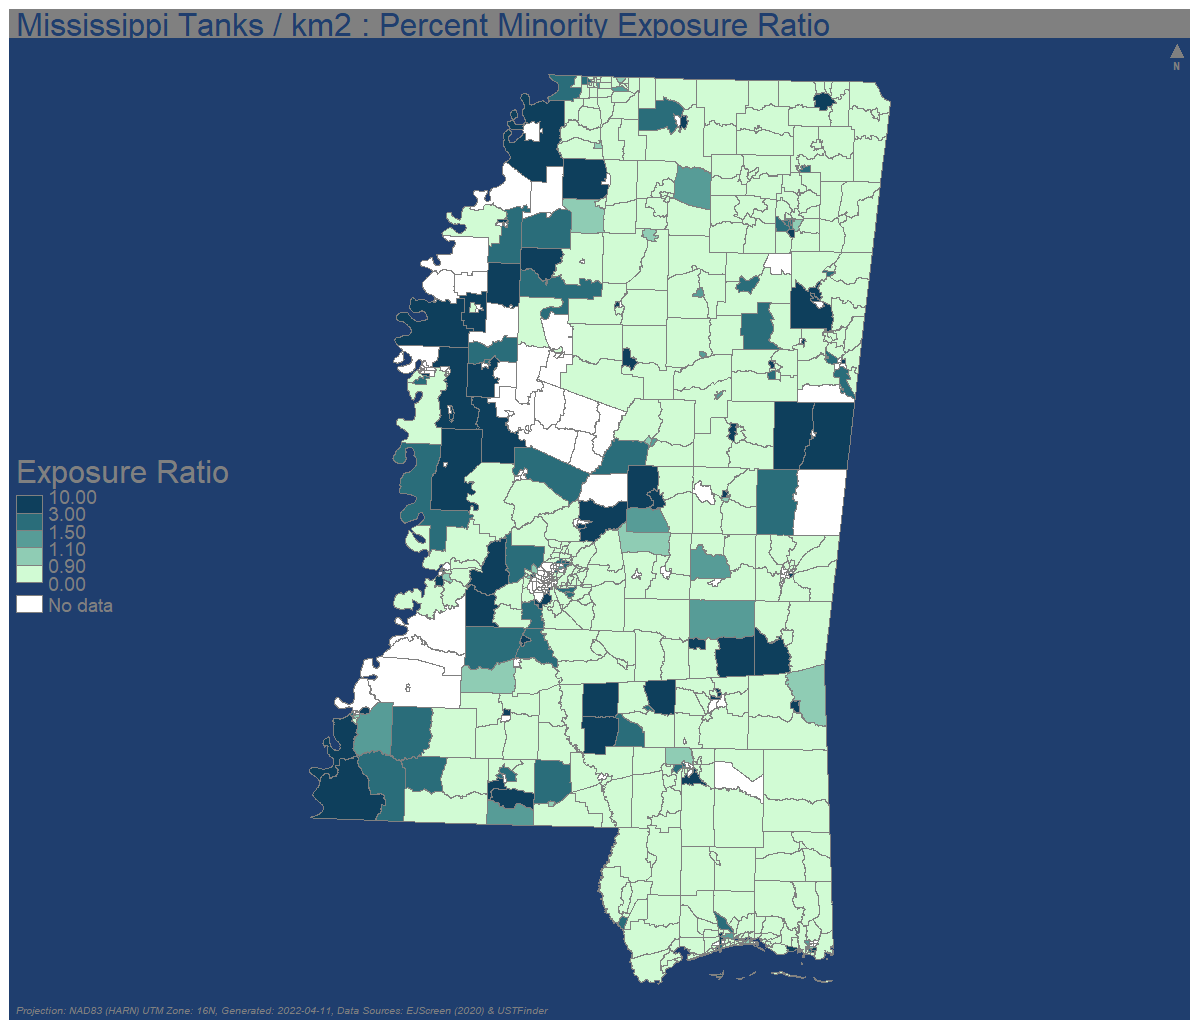 Mississippi Tanks / km2 : Percent Minority Exposure Ratio
N
Exposure Ratio
10.00
3.00
1.50
1.10
0.90
0.00
No data
Projection: NAD83 (HARN) UTM Zone: 16N, Generated: 2022-04-11, Data Sources: EJScreen (2020) & USTFinder